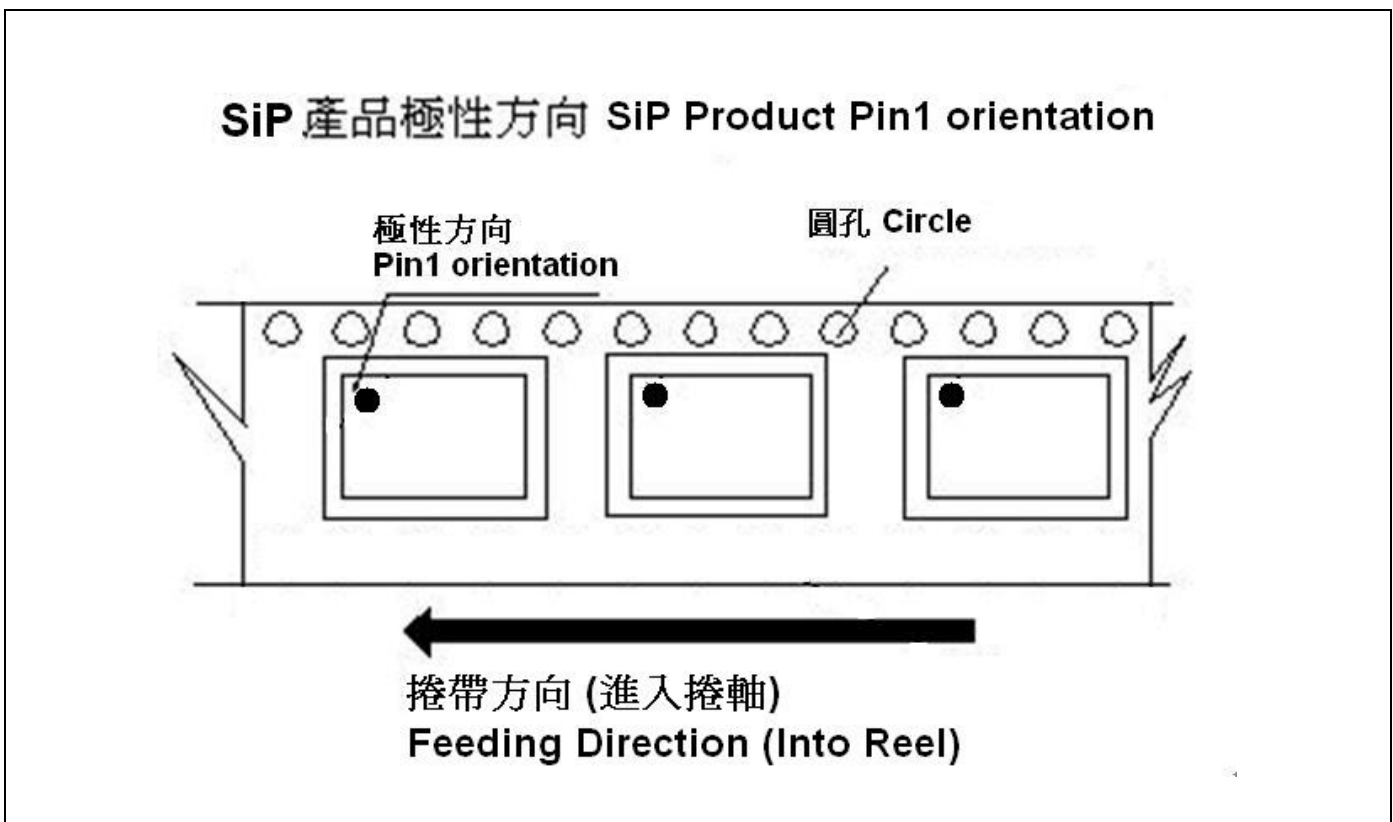 SiP 產品極性方向 SiP Product Pin1 orientation
極性方向
Pin1 orientation
圓孔 Circle
捲帶方向 (進入捲軸)
Feeding Direction (Into Reel)